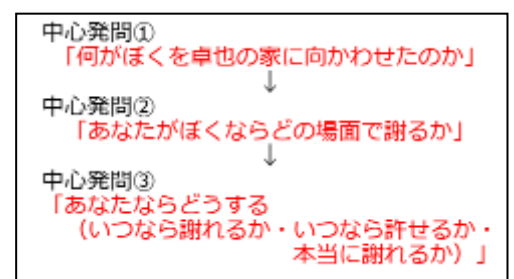 中心発問①
「何がぼくを卓也の家に向かわせたのか」
↓
中心発問②
「あなたがぼくならどの場面で謝るか」
↓
中心発問③
「あなたならどうする
（いつなら謝れるか・いつなら許せるか・
本当に謝れるか）」